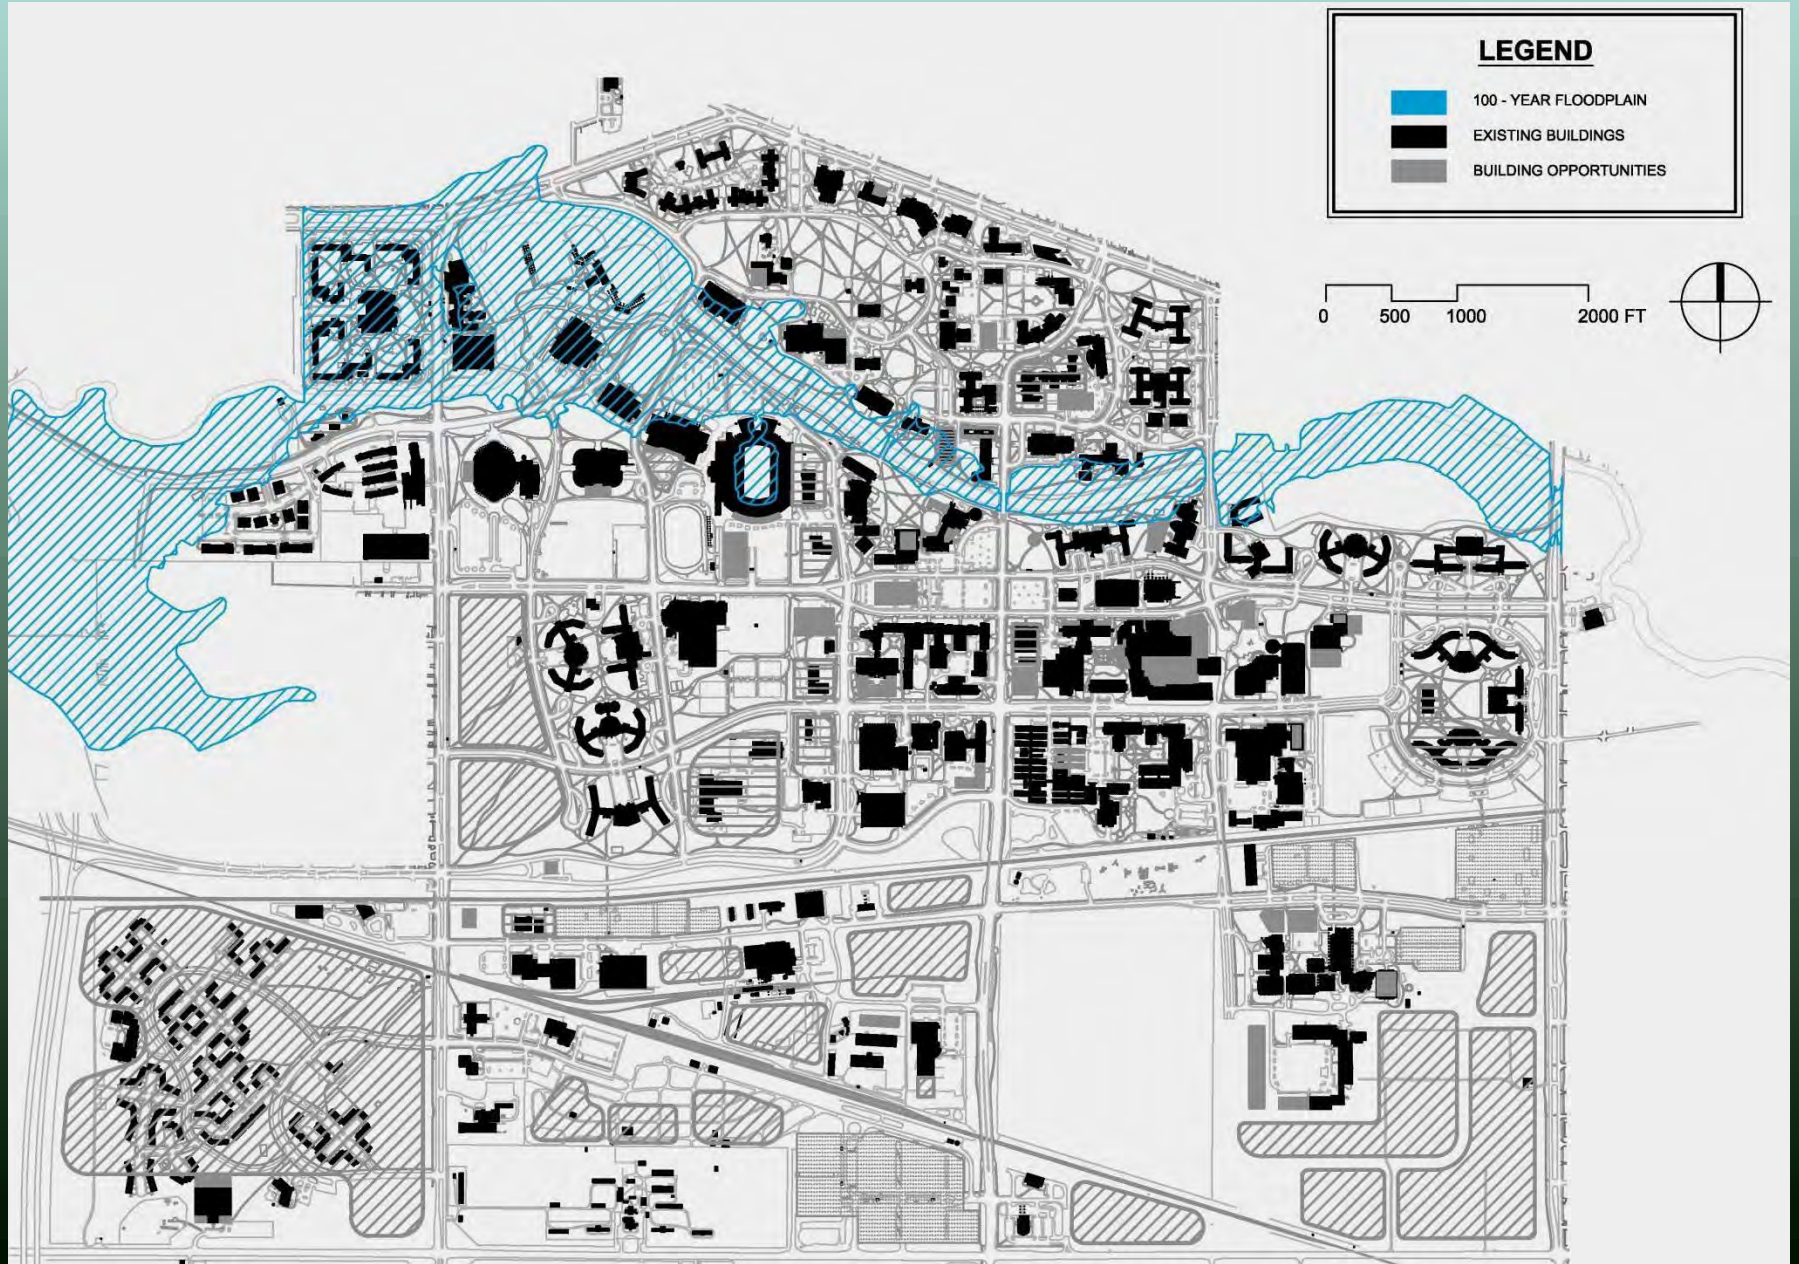 LEGEND
100 - YEAR FLOODPLAIN
EXISTING BUILDINGS
BUILDING OPPORTUNITIES
0 500 1000 2000 FT